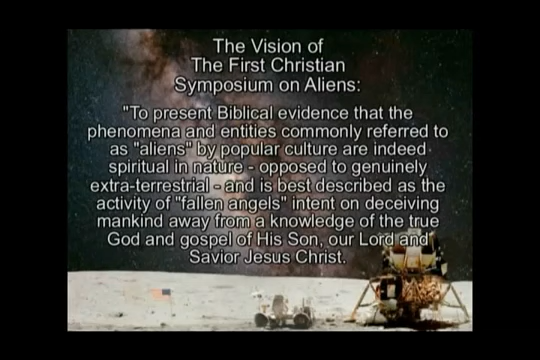 The Vision of
The First Christian
Symposium on Aliens:
"To present Biblical evidence that the
phenomena and entities commonly referred to
as "aliens" by popular culture are indeed
spiritual in nature - opposed to genuinely
extra-terrestrial - and is best described as the
activity of "fallen angels" intent on deceiving
mankind away from a knowledge of the true
God and gospel of His Son, our Lord and
Savior Jesus Christ.